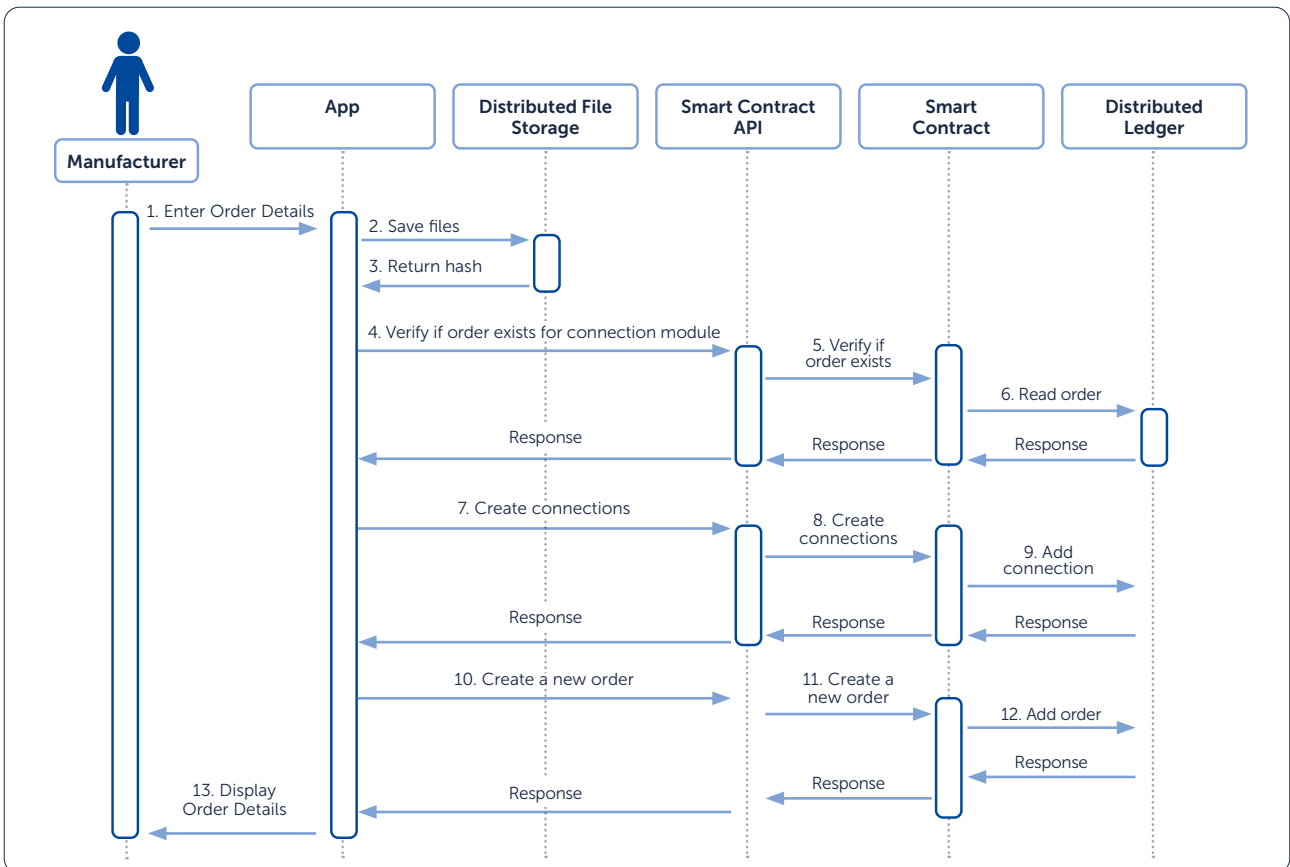 App
Distributed File
Storage
Smart Contract
API
Smart
Contract
Distributed
Ledger
Manufacturer
1. Enter Order Details
2. Save files
3. Return hash
4. Verify if order exists for connection module
5. Verify if
order exists
6. Read order
Response
Response
Response
7. Create connections
8. Create
connections
9. Add
connection
Response
Response
Response
10. Create a new order
11. Create a
new order
12. Add order
Response
Response
Response
13. Display
Order Details